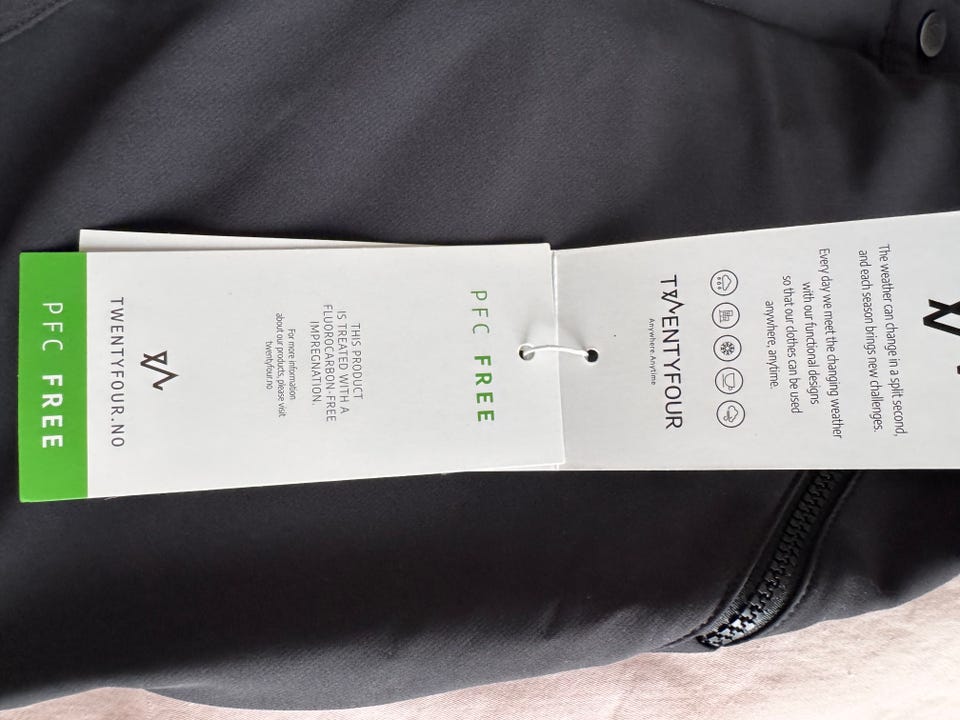 The weather can change in a split second,
and each season brings new challenges.
Every day we meet the changing weather
with our functional designs
so that our clothes can be used
anywhere, anytime.
TWENTYFOUR
Anywhere. Anytime
PFC FREE
THIS PRODUCT
IS TREATED WITH A
FLUOROCARBON-FREE
IMPREGNATION.
For more information
about our products, please visit
twentyfour.no
TWENTYFOUR.NO
PFC FREE